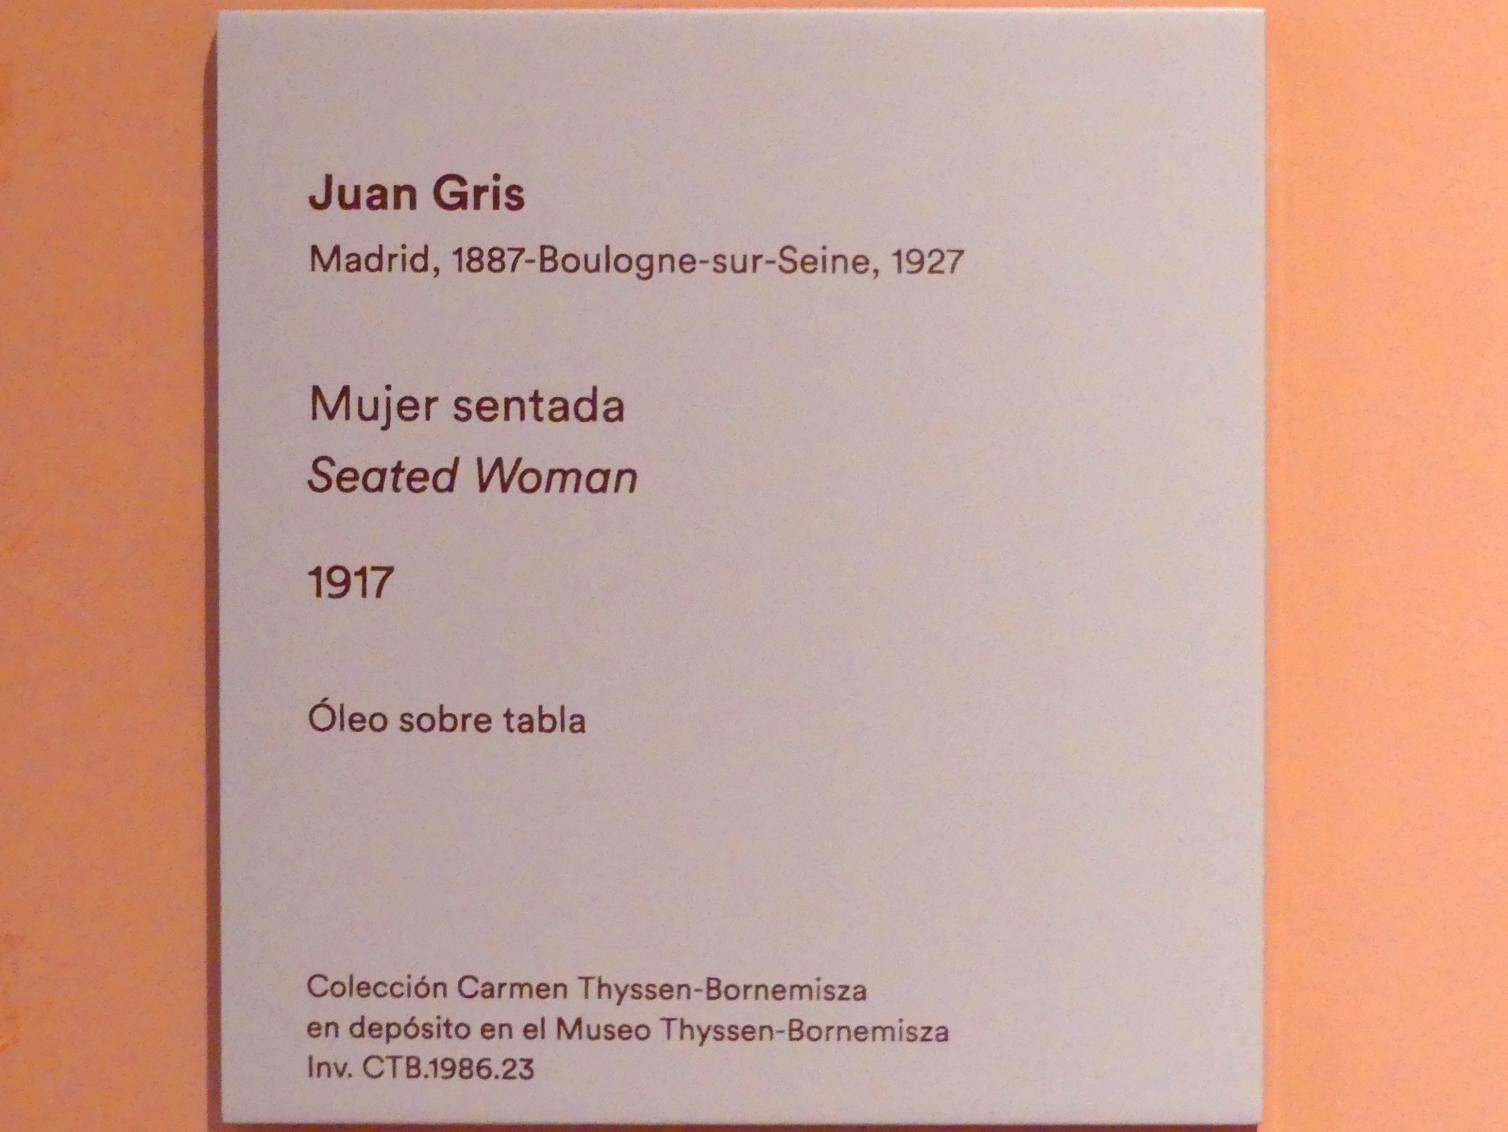 Juan Gris
Madrid, 1887-Boulogne-sur-Seine, 1927
Mujer sentada
Seated Woman
1917
Óleo sobre tabla
Colección Carmen Thyssen-Bornemisza
en depósito en el Museo Thyssen-Bornemisza
Inv. CTB.1986.23